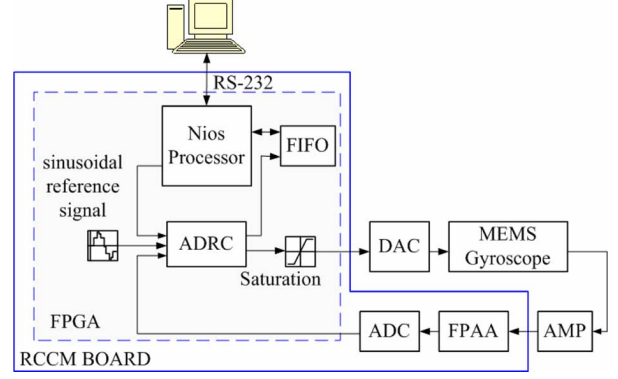 RS-232
Nios
Processor
FIFO
sinusoidal
reference
signal
ADRC
Saturation
DAC
MEMS
Gyroscope
FPGA
ADC
FPAA
AMP
RCCM BOARD